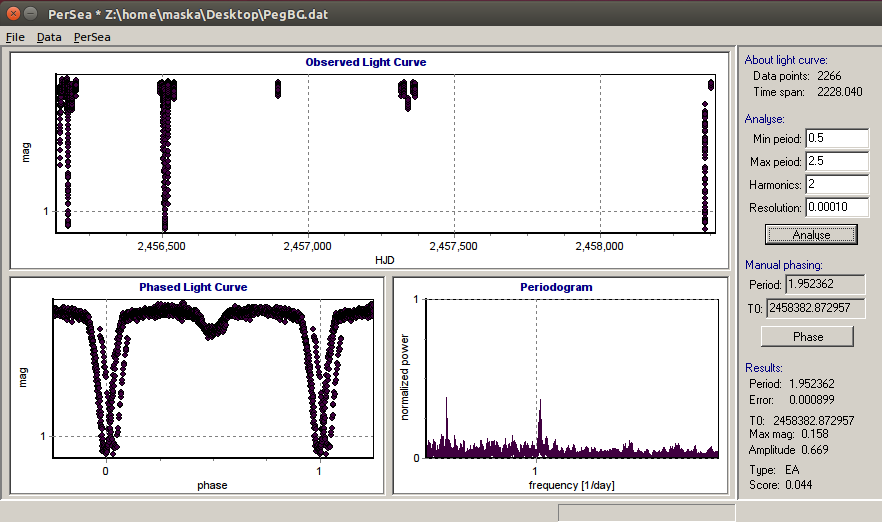 PerSea * Z:\home\maska\Desktop\PegBG.dat
File Data PerSea
Observed Light Curve
mag
1
2,456,500 2,457,000 2,457,500 2,458,000
HJD
Phased Light Curve
mag
1
0 1
phase
Periodogram
normalized power
1
0
1
frequency [1/day]
About light curve:
Data points: 2266
Time span: 2228.040
Analyse:
Min peiod: 0.5
Max peiod: 2.5
Harmonics: 2
Resolution: 0.00010
Analyse
Manual phasing:
Period: 1.952362
T0: 2458382.872957
Phase
Results:
Period: 1.952362
Error: 0.000899
T0: 2458382.872957
Max mag: 0.158
Amplitude 0.669
Type: EA
Score: 0.044